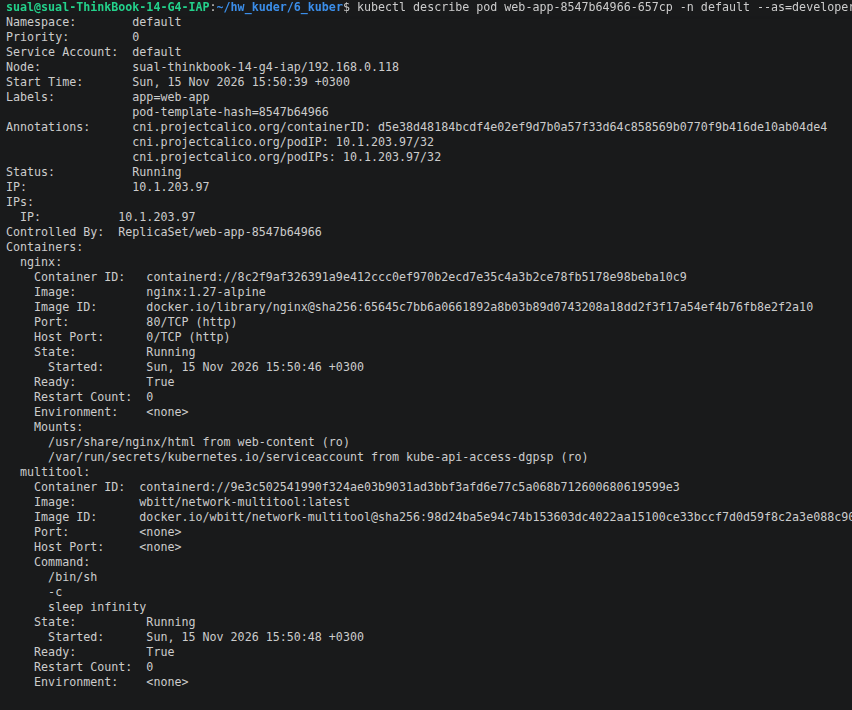 sual@sual-ThinkBook-14-G4-IAP:~/hw_kuder/6_kuber$ kubectl describe pod web-app-8547b64966-657cp -n default --as=developer
Namespace:        default
Priority:         0
Service Account:  default
Node:             sual-thinkbook-14-g4-iap/192.168.0.118
Start Time:       Sun, 15 Nov 2026 15:50:39 +0300
Labels:           app=web-app
                  pod-template-hash=8547b64966
Annotations:      cni.projectcalico.org/containerID: d5e38d48184bcdf4e02ef9d7b0a57f33d64c858569b0770f9b416de10ab04de4
                  cni.projectcalico.org/podIP: 10.1.203.97/32
                  cni.projectcalico.org/podIPs: 10.1.203.97/32
Status:           Running
IP:               10.1.203.97
IPs:
  IP:           10.1.203.97
Controlled By:  ReplicaSet/web-app-8547b64966
Containers:
  nginx:
    Container ID:   containerd://8c2f9af326391a9e412ccc0ef970b2ecd7e35c4a3b2ce78fb5178e98beba10c9
    Image:          nginx:1.27-alpine
    Image ID:       docker.io/library/nginx@sha256:65645c7bb6a0661892a8b03b89d0743208a18dd2f3f17a54ef4b76fb8e2f2a10
    Port:           80/TCP (http)
    Host Port:      0/TCP (http)
    State:          Running
      Started:      Sun, 15 Nov 2026 15:50:46 +0300
    Ready:          True
    Restart Count:  0
    Environment:    <none>
    Mounts:
      /usr/share/nginx/html from web-content (ro)
      /var/run/secrets/kubernetes.io/serviceaccount from kube-api-access-dgpsp (ro)
  multitool:
    Container ID:  containerd://9e3c502541990f324ae03b9031ad3bbf3afd6e77c5a068b712600680619599e3
    Image:         wbitt/network-multitool:latest
    Image ID:      docker.io/wbitt/network-multitool@sha256:98d24ba5e94c74b153603dc4022aa15100ce33bccf7d0d59f8c2a3e088c90
    Port:          <none>
    Host Port:     <none>
    Command:
      /bin/sh
      -c
      sleep infinity
    State:          Running
      Started:      Sun, 15 Nov 2026 15:50:48 +0300
    Ready:          True
    Restart Count:  0
    Environment:    <none>